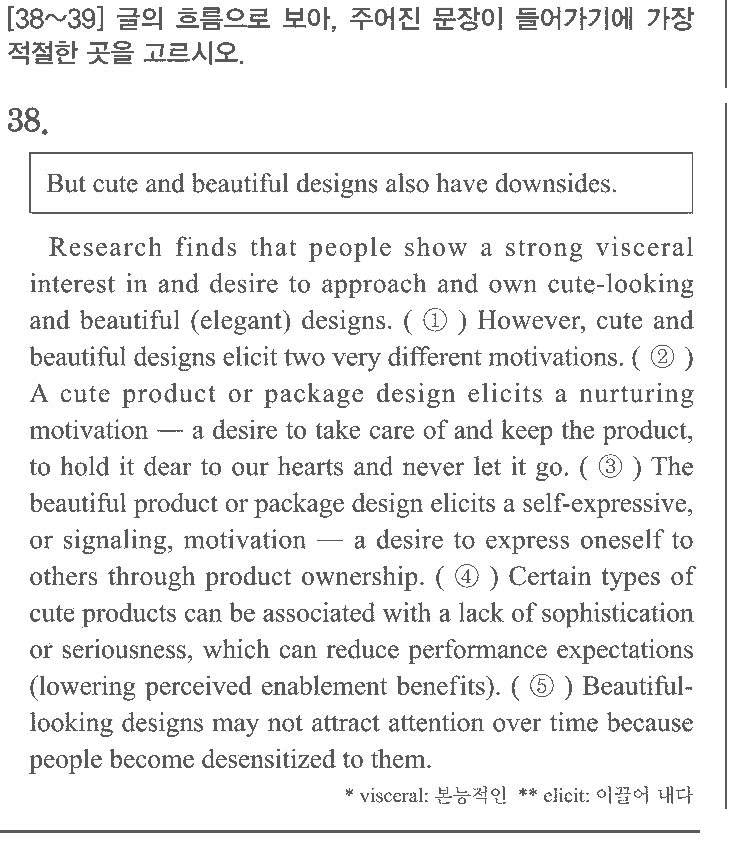 [38～39] 글의 흐름으로 보아, 주어진 문장이 들어가기에 가장
적절한 곳을 고르시오.
38.
But cute and beautiful designs also have downsides.
Research finds that people show a strong visceral
interest in and desire to approach and own cute-looking
and beautiful (elegant) designs. ( ① ) However, cute and
beautiful designs elicit two very different motivations. ( ② )
A cute product or package design elicits a nurturing
motivation — a desire to take care of and keep the product,
to hold it dear to our hearts and never let it go. ( ③ ) The
beautiful product or package design elicits a self-expressive,
or signaling, motivation — a desire to express oneself to
others through product ownership. ( ④ ) Certain types of
cute products can be associated with a lack of sophistication
or seriousness, which can reduce performance expectations
(lowering perceived enablement benefits). ( ⑤ ) Beautiful-
looking designs may not attract attention over time because
people become desensitized to them.
* visceral: 본능적인 ** elicit: 이끌어 내다